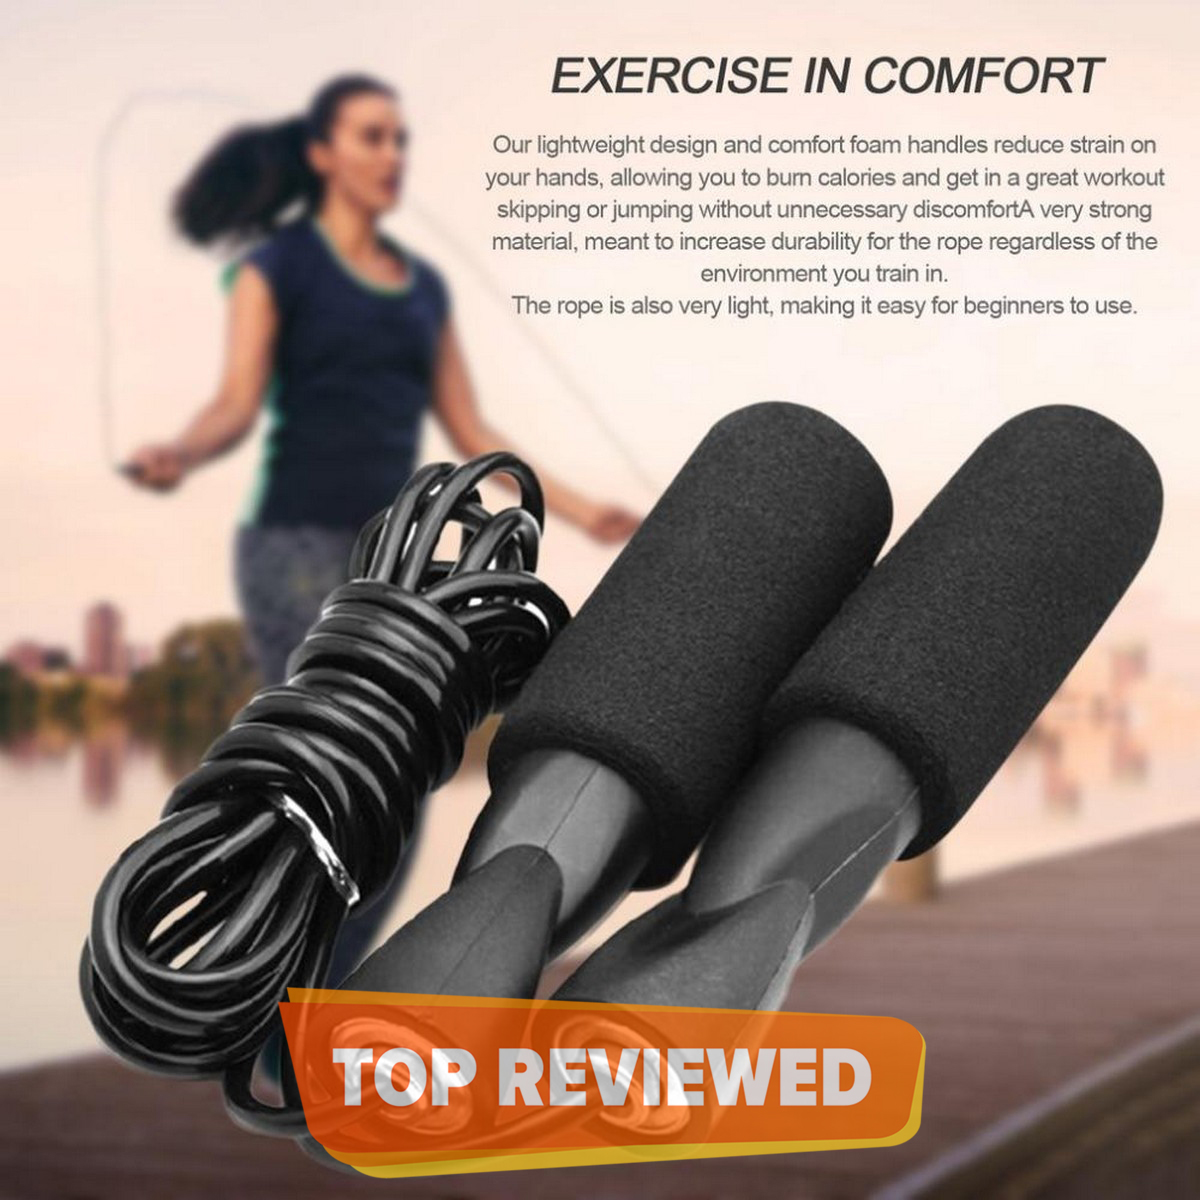 EXERCISE IN COMFORT
Our lightweight design and comfort foam handles reduce strain on
your hands, allowing you to burn calories and get in a great workout
skipping or jumping without unnecessary discomfortA very strong
material, meant to increase durability for the rope regardless of the
environment you train in.
The rope is also very light, making it easy for beginners to use.
TOP REVIEWED